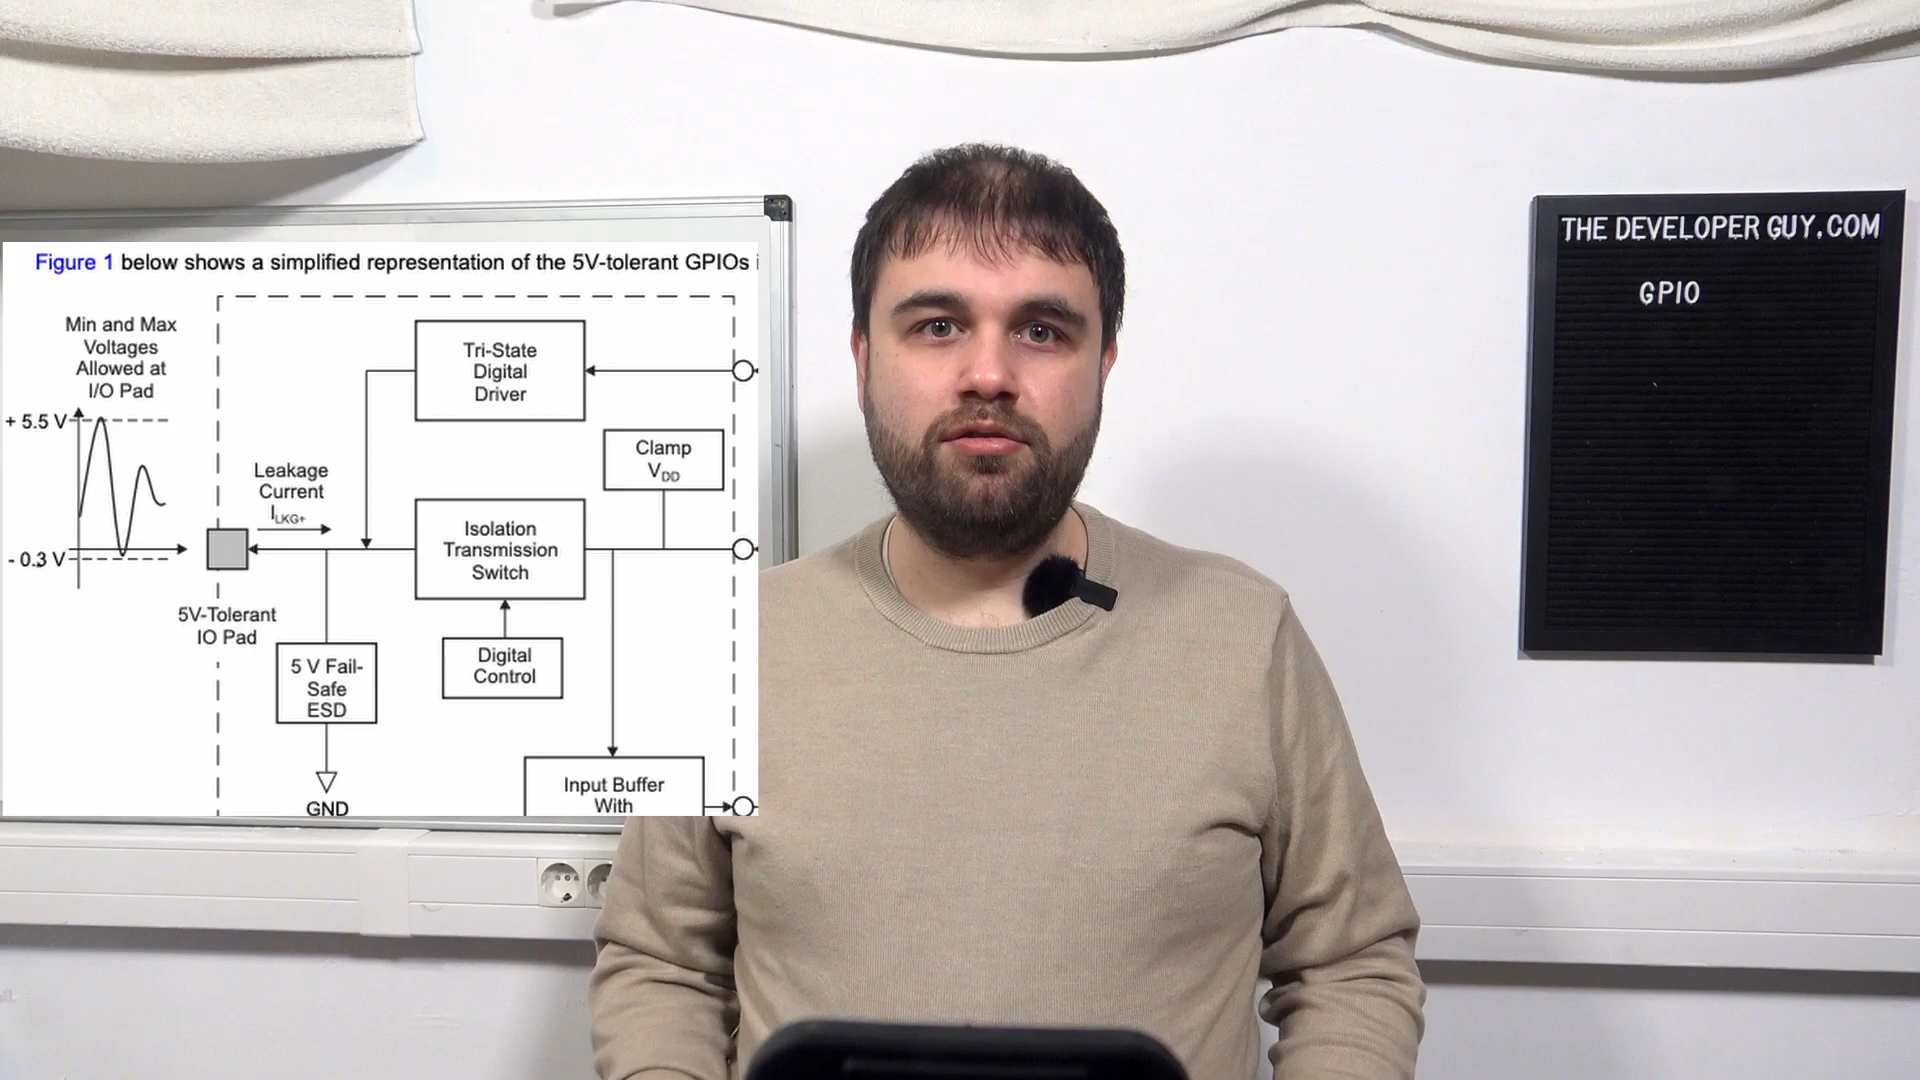 THE DEVELOPER GUY.COM
GPIO
Figure 1 below shows a simplified representation of the 5V-tolerant GPIOs
Min and Max
Voltages
Allowed at
I/O Pad
+ 5.5 V
- 0.3 V
Leakage
Current
I_LKG+
5V-Tolerant
IO Pad
Tri-State
Digital
Driver
Clamp
V_DD
Isolation
Transmission
Switch
Digital
Control
5 V Fail-
Safe
ESD
GND
Input Buffer
With